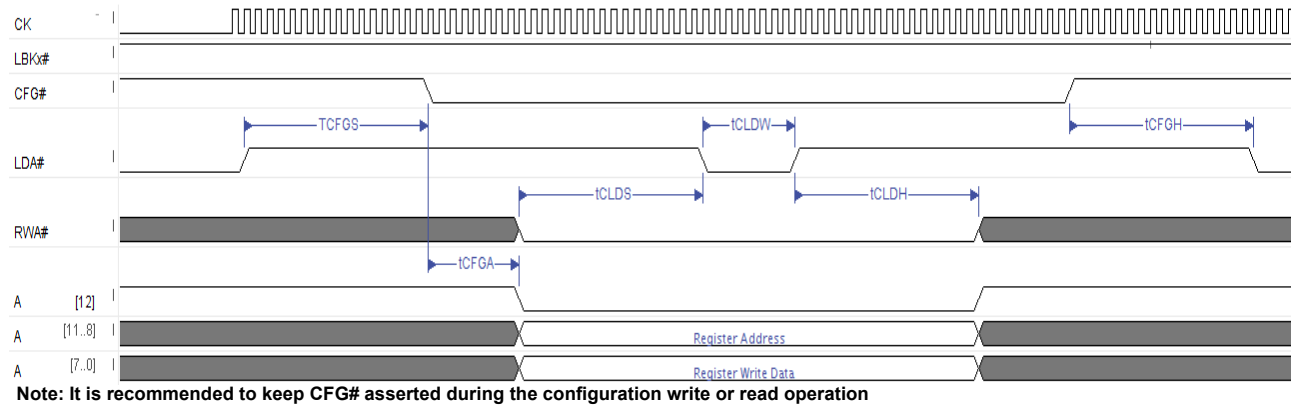 CK
LBKx#
CFG#
TCFGS tCLDW tCFGH
LDA#
tCLDS tCLDH
RWA#
tCFGA
A [12]
A [11..8] Register Address
A [7..0] Register Write Data
Note: It is recommended to keep CFG# asserted during the configuration write or read operation